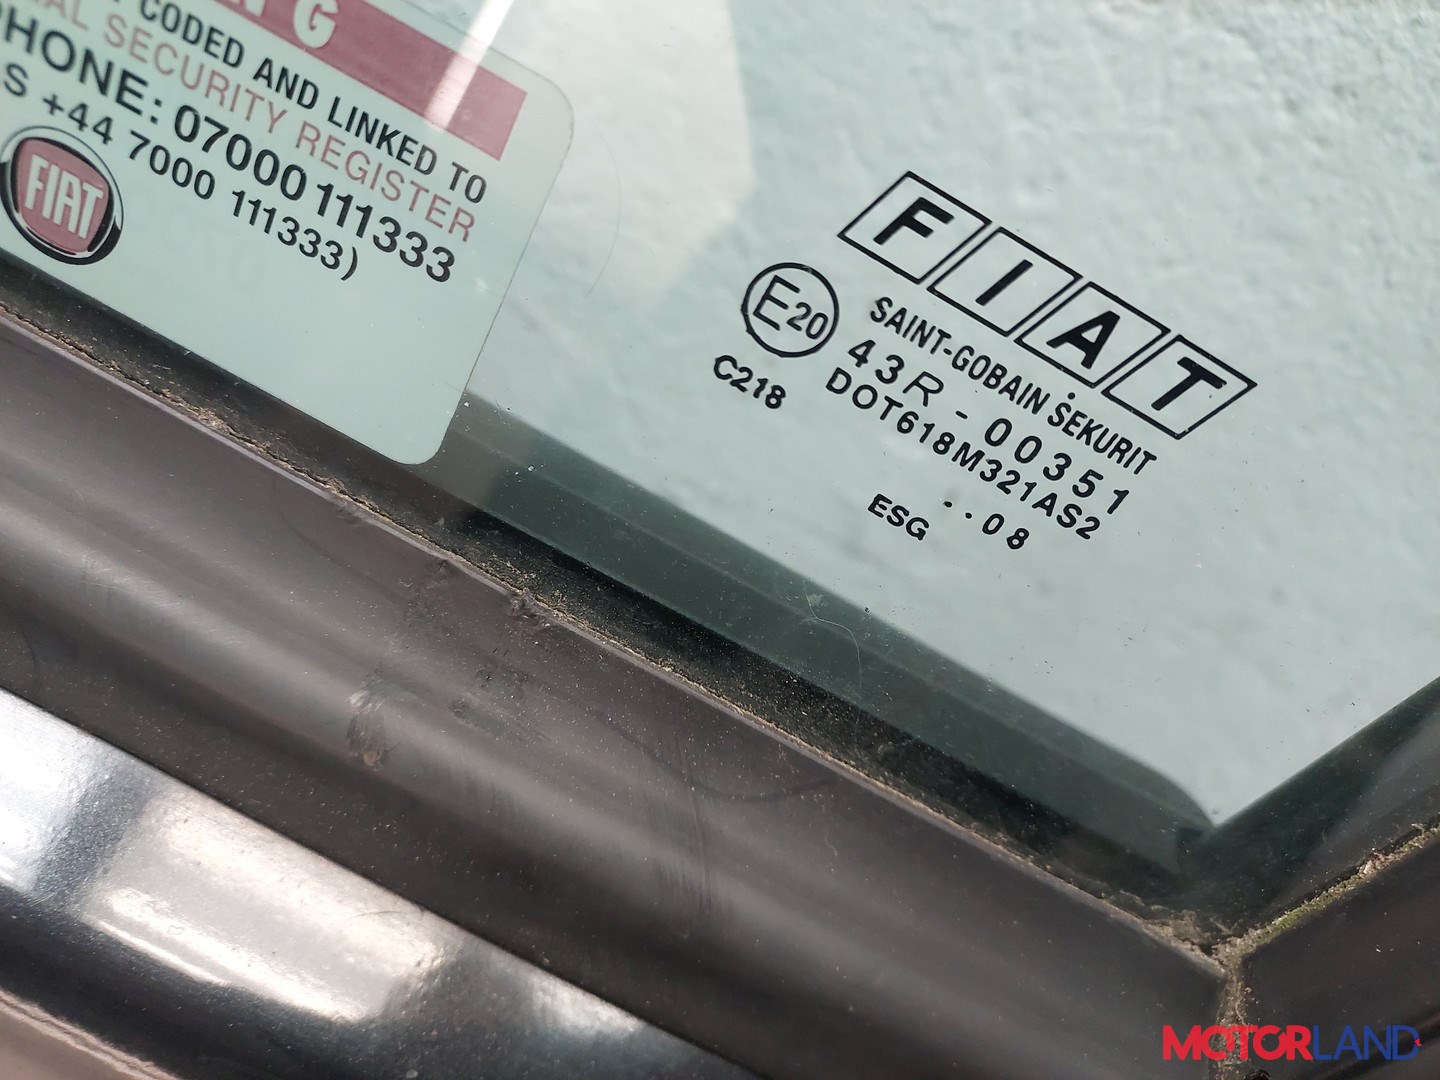 G
CODED AND LINKED TO
SECURITY REGISTER
PHONE: 07000 111333
S +44 7000 111333)
FIAT
FIAT
SAINT-GOBAIN SEKURIT
E20
43R - 00351
DOT618M321AS2
C218
. . 08
ESG
MOTORLAND